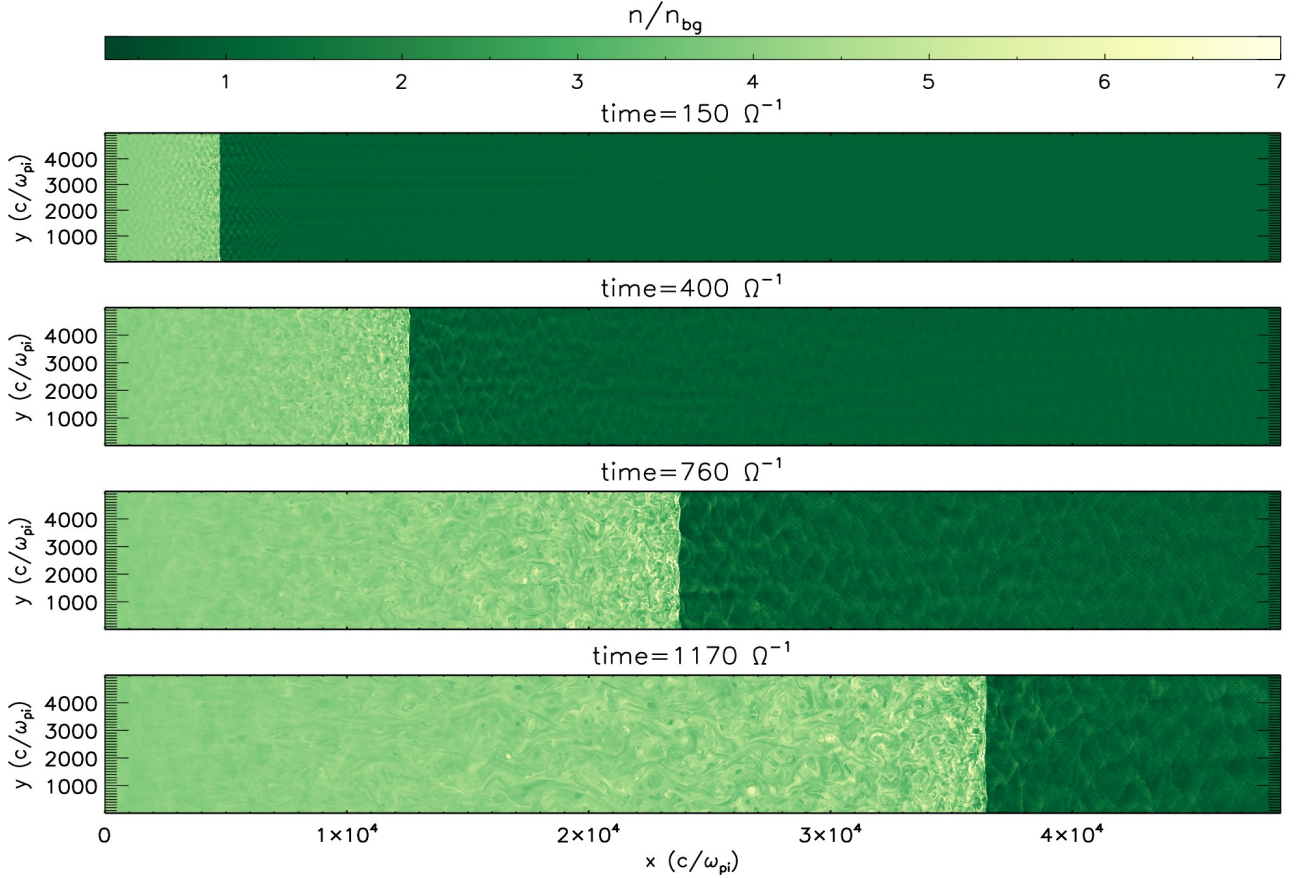 n/n_bg
1 2 3 4 5 6 7
time=150 Ω⁻¹
4000
3000
2000
1000
y (c/ω_pi)
time=400 Ω⁻¹
4000
3000
2000
1000
y (c/ω_pi)
time=760 Ω⁻¹
4000
3000
2000
1000
y (c/ω_pi)
time=1170 Ω⁻¹
4000
3000
2000
1000
y (c/ω_pi)
0 1×10⁴ 2×10⁴ 3×10⁴ 4×10⁴
x (c/ω_pi)